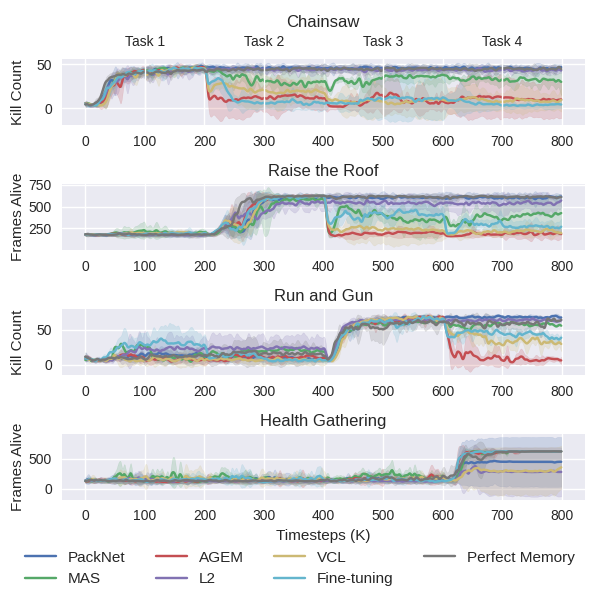 Chainsaw
Task 1 Task 2 Task 3 Task 4
Kill Count
50
0
0 100 200 300 400 500 600 700 800
Raise the Roof
Frames Alive
750
500
250
0 100 200 300 400 500 600 700 800
Run and Gun
Kill Count
50
0
0 100 200 300 400 500 600 700 800
Health Gathering
Frames Alive
500
0
0 100 200 300 400 500 600 700 800
Timesteps (K)
PackNet AGEM VCL Perfect Memory
MAS L2 Fine-tuning